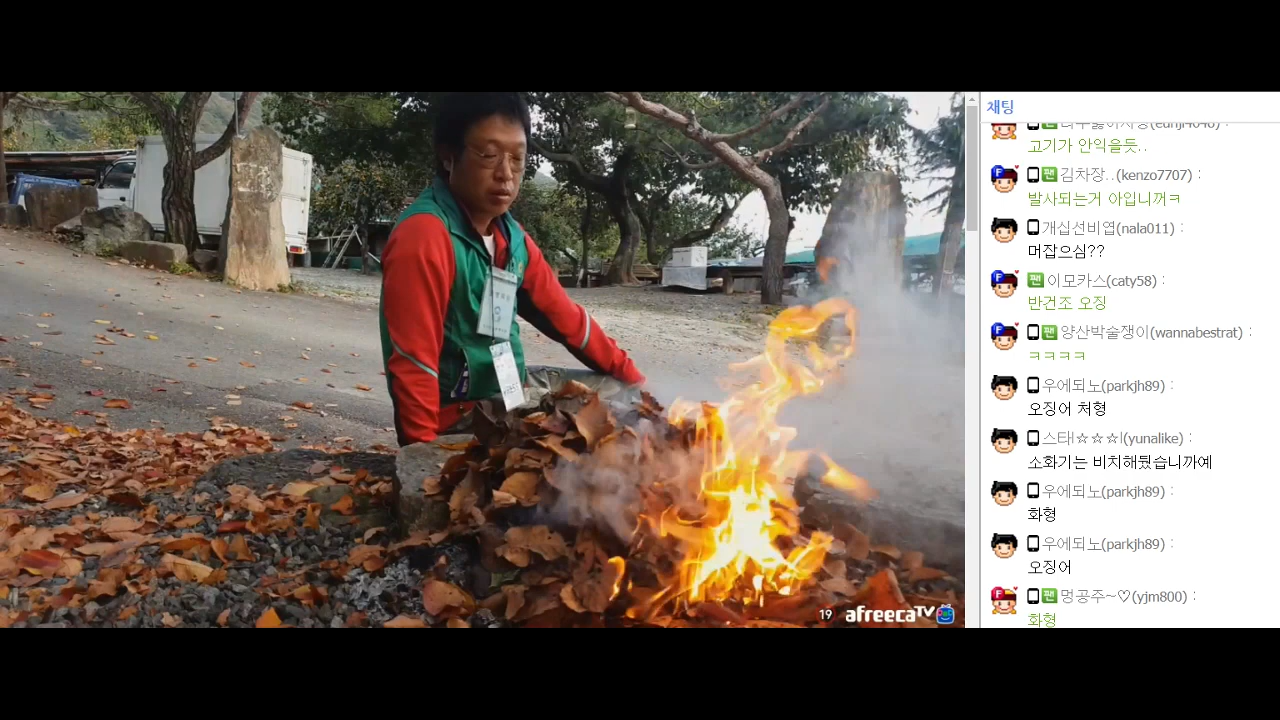 채팅
고기가 안익을듯..
팬 김차장..(kenzo7707) :
발사되는거 아입니꺼ㅋ
개십선비엽(nala011) :
머잡으심??
팬 이모카스(caty58) :
반건조 오징
팬 양산박술쟁이(wannabestrat) :
ㅋㅋㅋㅋ
우에되노(parkjh89) :
오징어 처형
스타!☆☆☆!(yunalike) :
소화기는 비치해뒀습니까예
우에되노(parkjh89) :
화형
우에되노(parkjh89) :
오징어
팬 멍공주~♡(yjm800) :
화형
19 afreecaTV